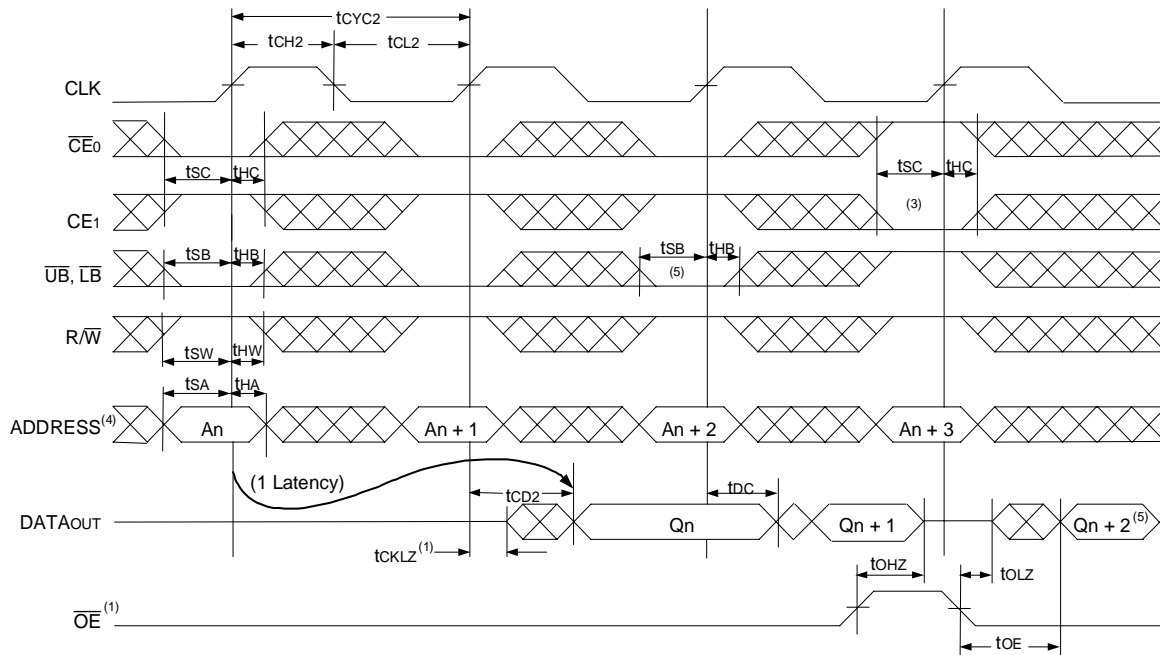 tCYC2
tCH2 tCL2
CLK
CE0
tSC tHC tSC tHC
CE1 (3)
tSB tHB tSB tHB
UB, LB (5)
R/W
tSW tHW
tSA tHA
ADDRESS(4) An An + 1 An + 2 An + 3
(1 Latency) tCD2 tDC
DATAOUT Qn Qn + 1 Qn + 2(5)
tCKLZ(1) tOHZ tOLZ
OE(1)
tOE